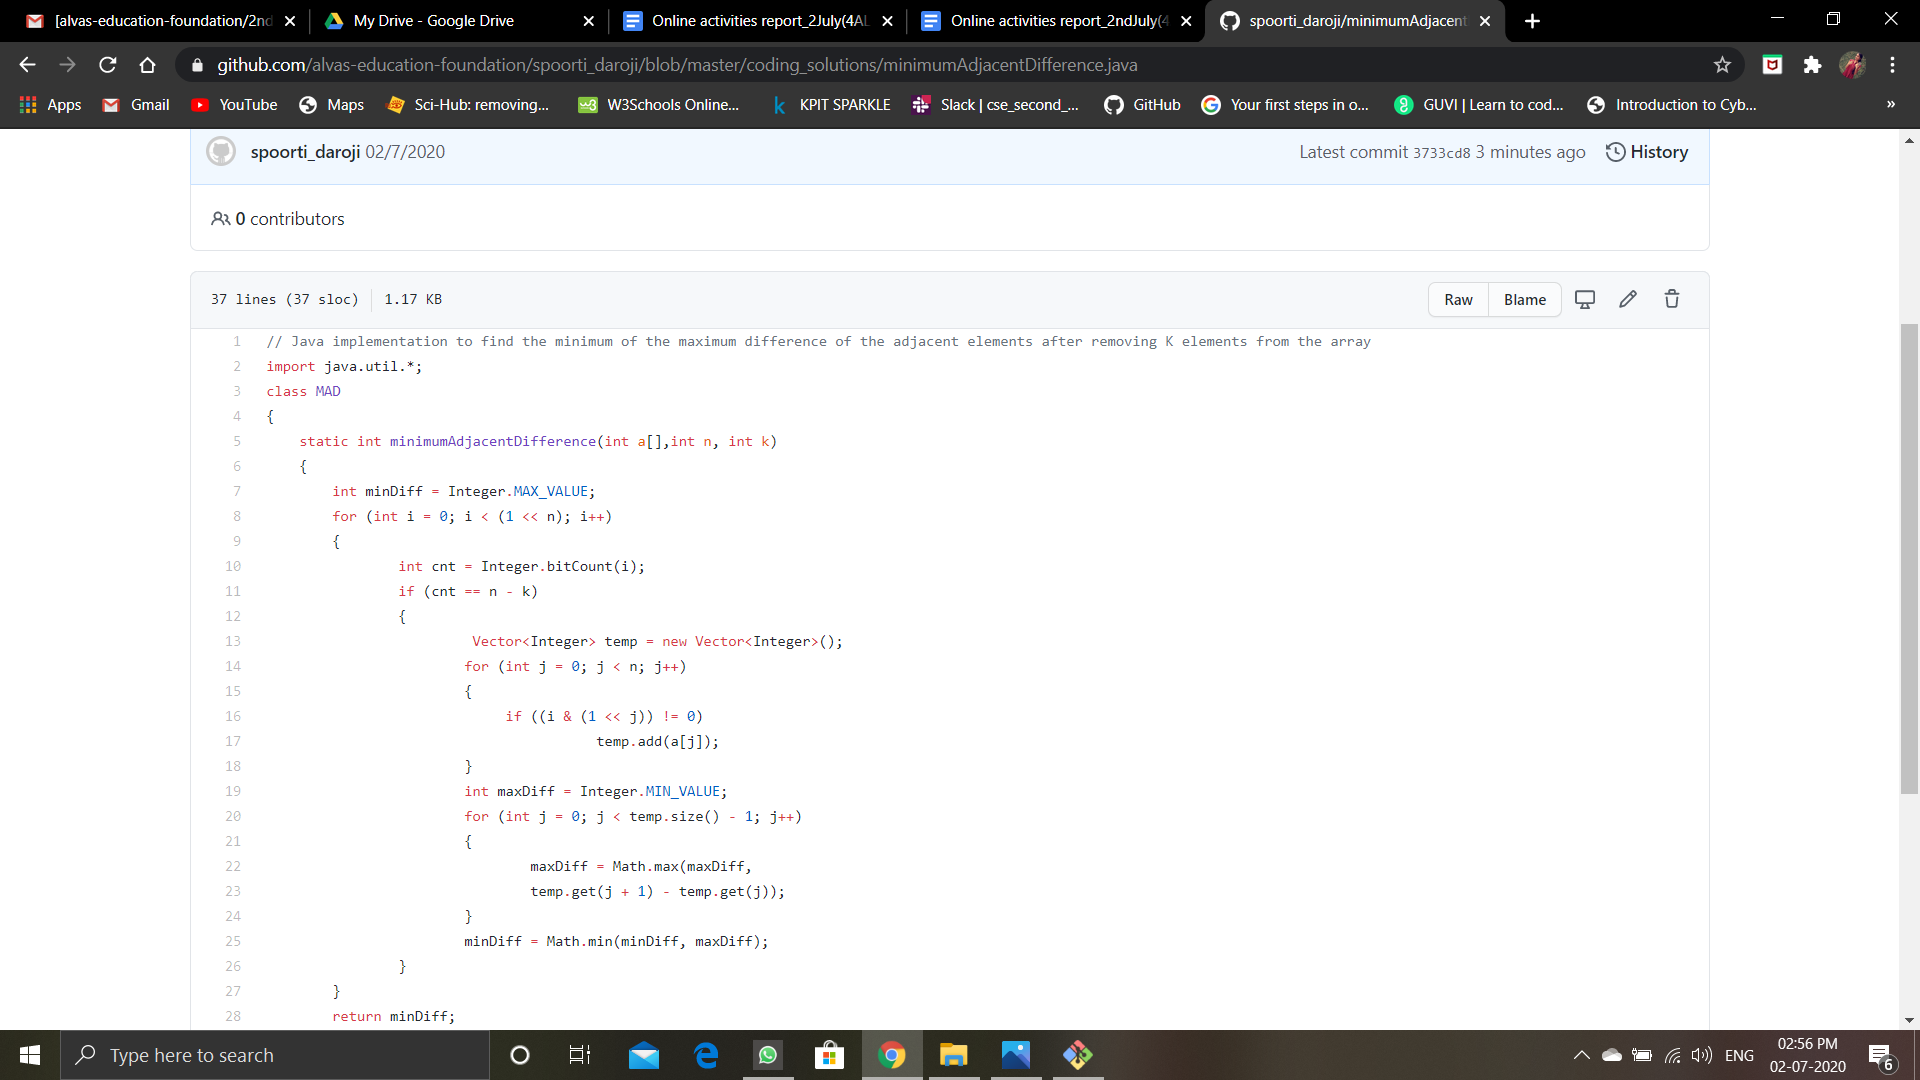 [alvas-education-foundation/2nd
My Drive - Google Drive
Online activities report_2July(4AL
Online activities report_2ndJuly(4
spoorti_daroji/minimumAdjacent
github.com/alvas-education-foundation/spoorti_daroji/blob/master/coding_solutions/minimumAdjacentDifference.java
Apps Gmail YouTube Maps Sci-Hub: removing... W3Schools Online... KPIT SPARKLE Slack | cse_second_... GitHub Your first steps in o... GUVI | Learn to cod... Introduction to Cyb... »
spoorti_daroji 02/7/2020 Latest commit 3733cd8 3 minutes ago History
0 contributors
37 lines (37 sloc) 1.17 KB Raw Blame
1 // Java implementation to find the minimum of the maximum difference of the adjacent elements after removing K elements from the array
2 import java.util.*;
3 class MAD
4 {
5 static int minimumAdjacentDifference(int a[],int n, int k)
6 {
7 int minDiff = Integer.MAX_VALUE;
8 for (int i = 0; i < (1 << n); i++)
9 {
10 int cnt = Integer.bitCount(i);
11 if (cnt == n - k)
12 {
13 Vector<Integer> temp = new Vector<Integer>();
14 for (int j = 0; j < n; j++)
15 {
16 if ((i & (1 << j)) != 0)
17 temp.add(a[j]);
18 }
19 int maxDiff = Integer.MIN_VALUE;
20 for (int j = 0; j < temp.size() - 1; j++)
21 {
22 maxDiff = Math.max(maxDiff,
23 temp.get(j + 1) - temp.get(j));
24 }
25 minDiff = Math.min(minDiff, maxDiff);
26 }
27 }
28 return minDiff;
Type here to search
ENG
02:56 PM
02-07-2020
6